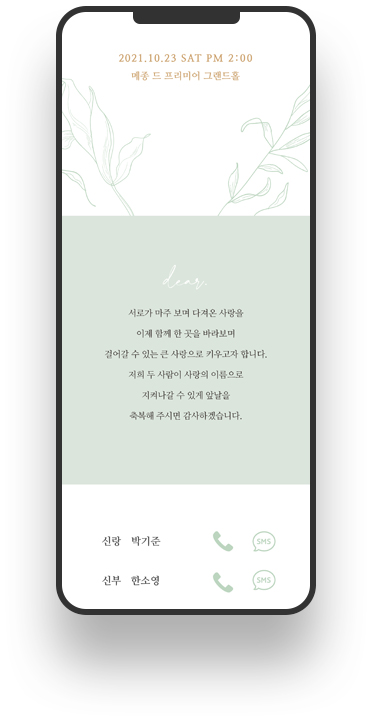 2021.10.23 SAT PM 2:00
메종 드 프리미어 그랜드홀
dear.
서로가 마주 보며 다져온 사랑을
이제 함께 한 곳을 바라보며
걸어갈 수 있는 큰 사랑으로 키우고자 합니다.
저희 두 사람이 사랑의 이름으로
지켜나갈 수 있게 앞날을
축복해 주시면 감사하겠습니다.
신랑 박기준
SMS
신부 한소영
SMS